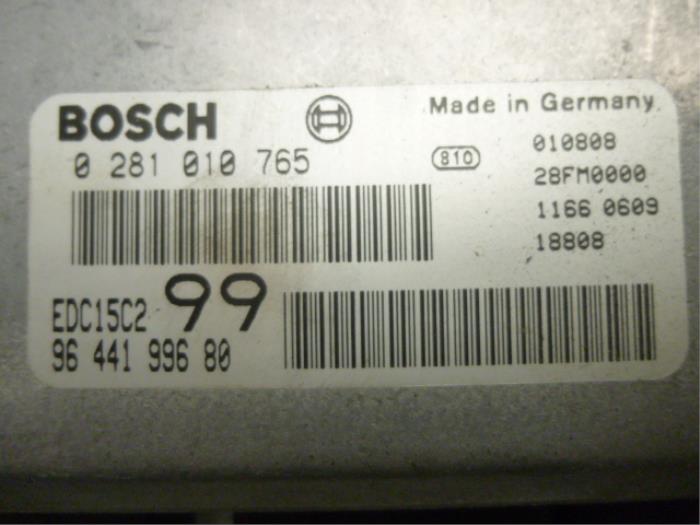 BOSCH
Made in Germany
0 281 010 765
810
010808
28FM0000
1166 0609
18808
EDC15C2 99
96 441 996 80